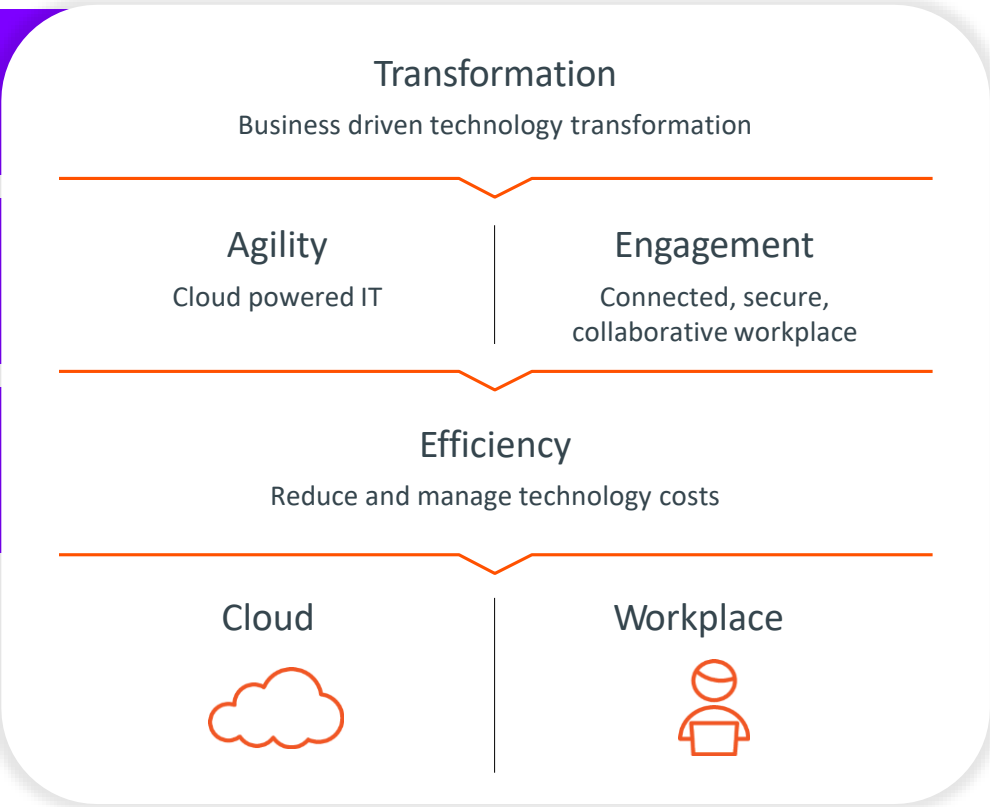 Transformation
Business driven technology transformation
Agility
Cloud powered IT
Engagement
Connected, secure,
collaborative workplace
Efficiency
Reduce and manage technology costs
Cloud
Workplace